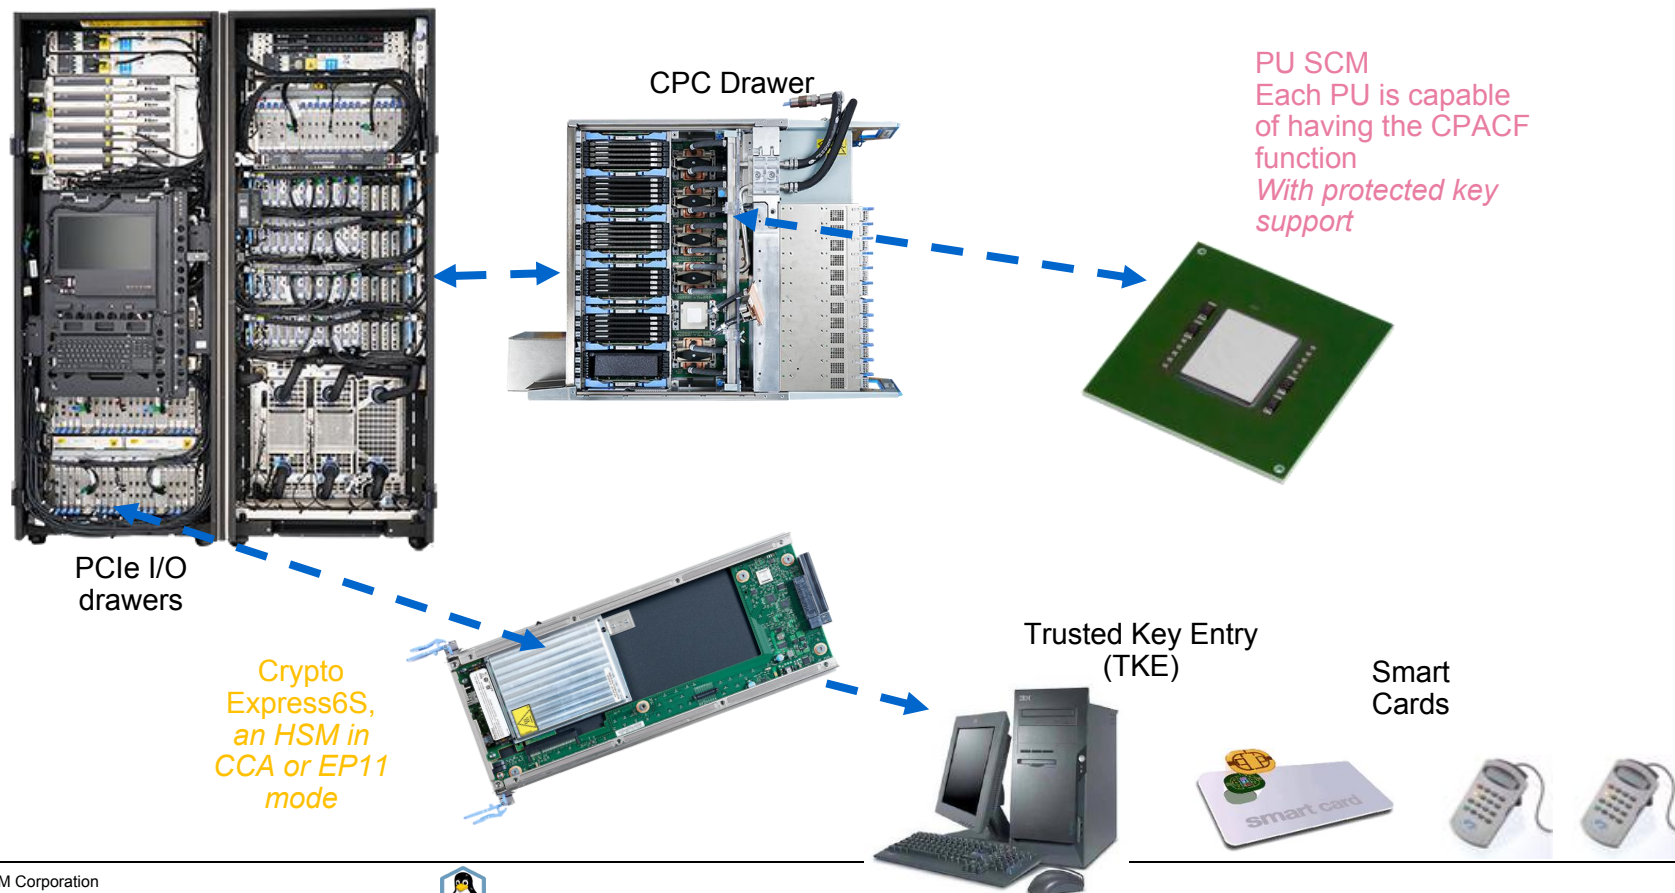 CPC Drawer
PU SCM
Each PU is capable
of having the CPACF
function
With protected key
support
PCIe I/O
drawers
Crypto
Express6S,
an HSM in
CCA or EP11
mode
Trusted Key Entry
(TKE)
Smart
Cards
smart card
M Corporation